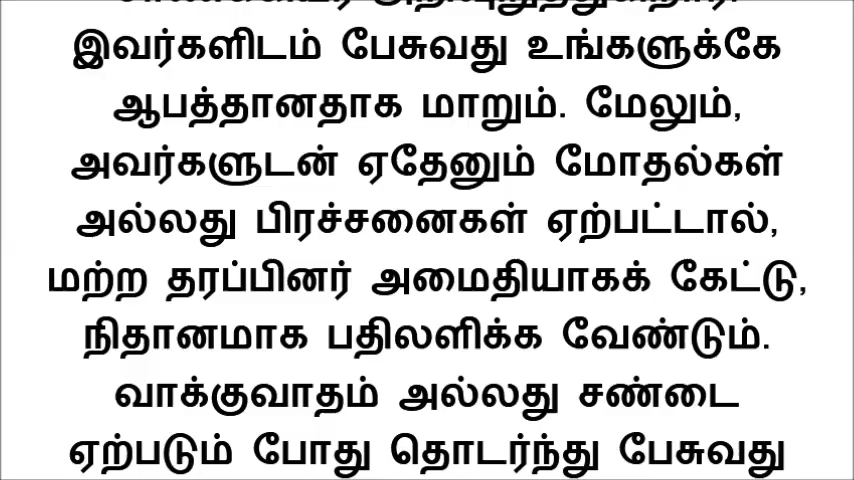 இவர்களிடம் பேசுவது உங்களுக்கே
ஆபத்தானதாக மாறும். மேலும்,
அவர்களுடன் ஏதேனும் மோதல்கள்
அல்லது பிரச்சனைகள் ஏற்பட்டால்,
மற்ற தரப்பினர் அமைதியாகக் கேட்டு,
நிதானமாக பதிலளிக்க வேண்டும்.
வாக்குவாதம் அல்லது சண்டை
ஏற்படும் போது தொடர்ந்து பேசுவது